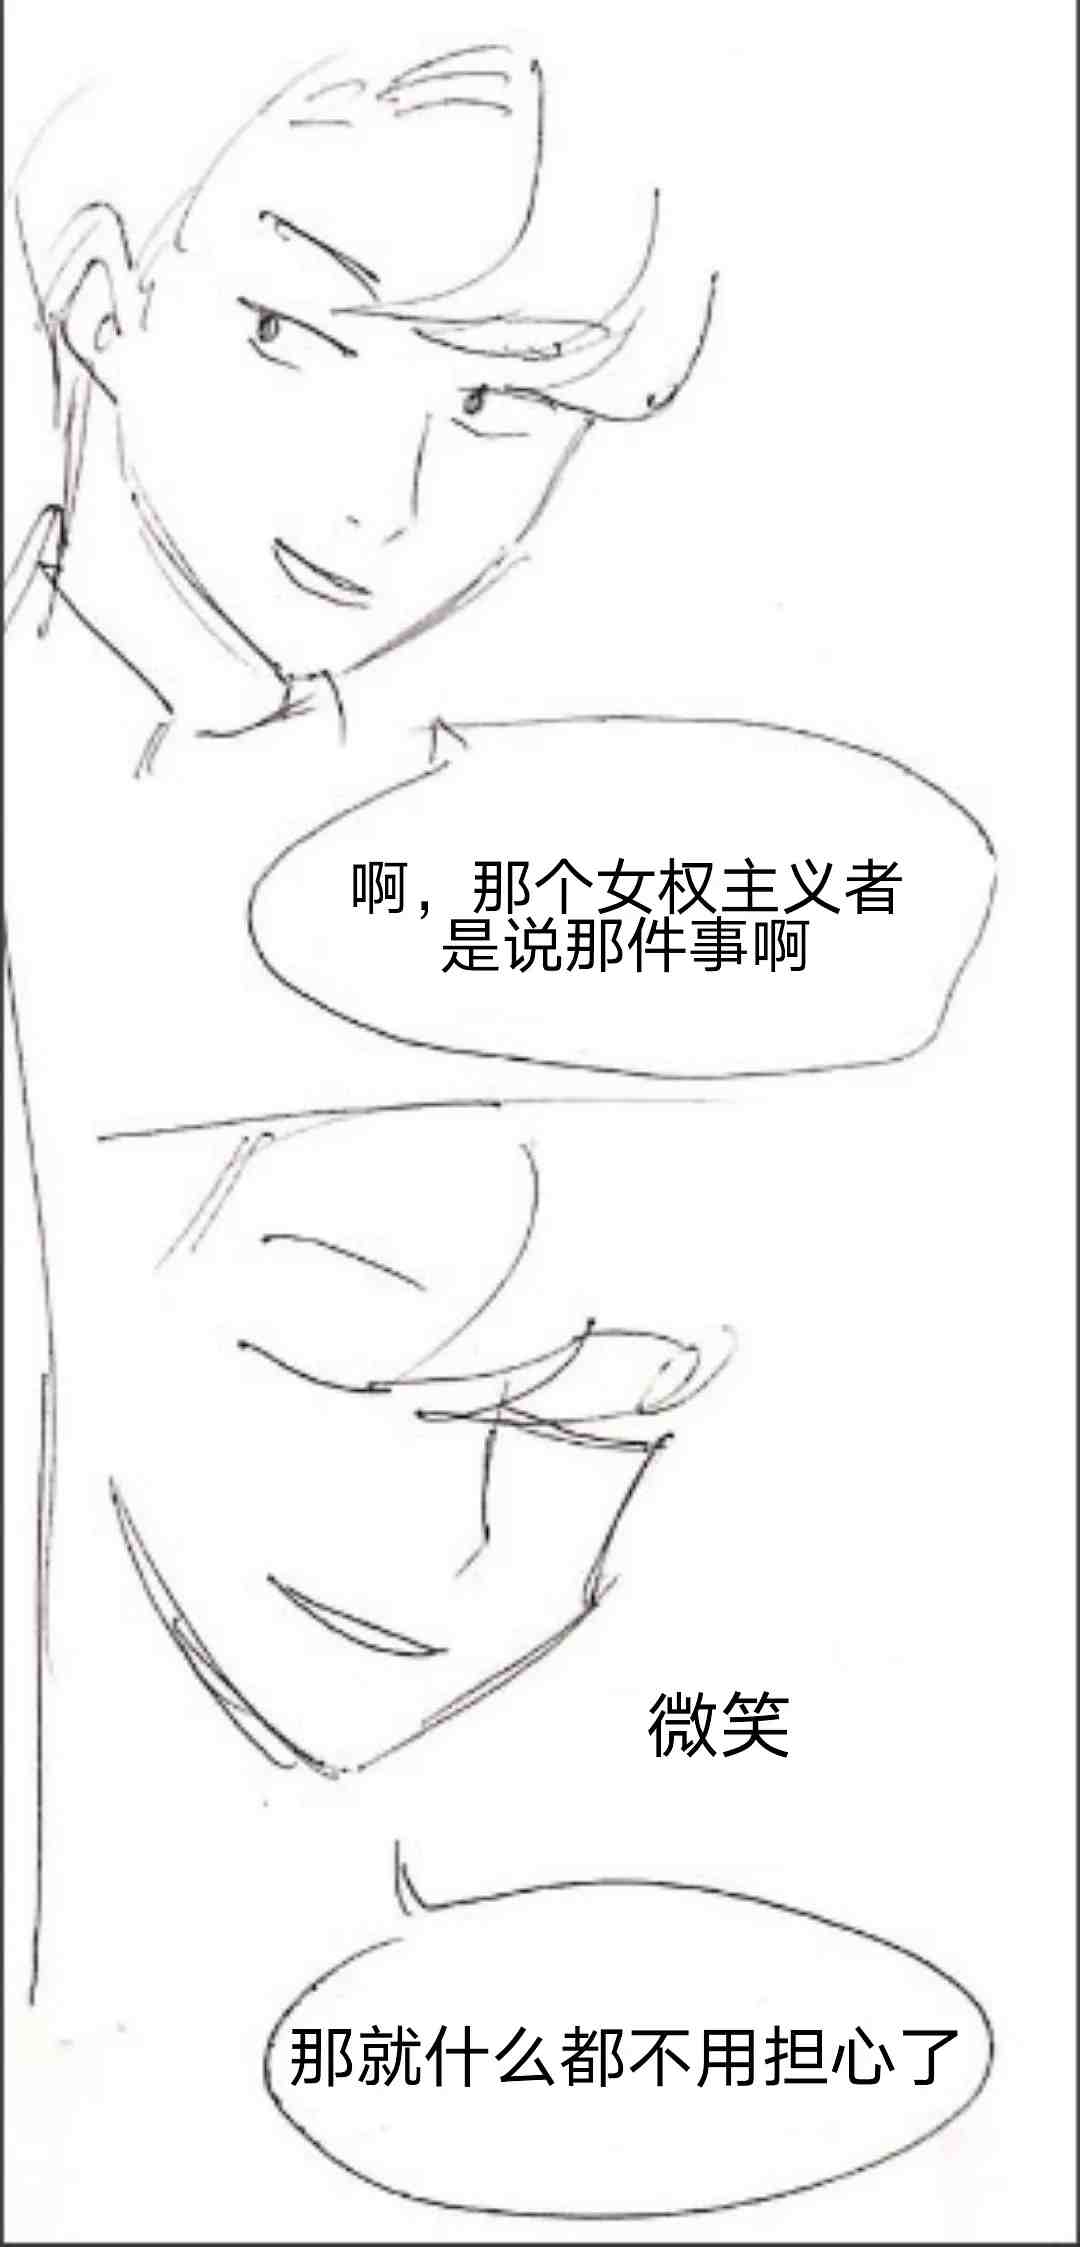 啊，那个女权主义者
是说那件事啊
微笑
那就什么都不用担心了